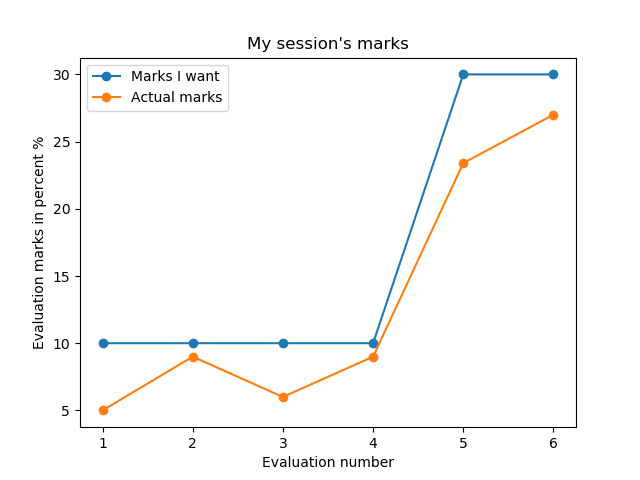 My session's marks
Marks I want
Actual marks
Evaluation marks in percent %
30
25
20
15
10
5
1 2 3 4 5 6
Evaluation number